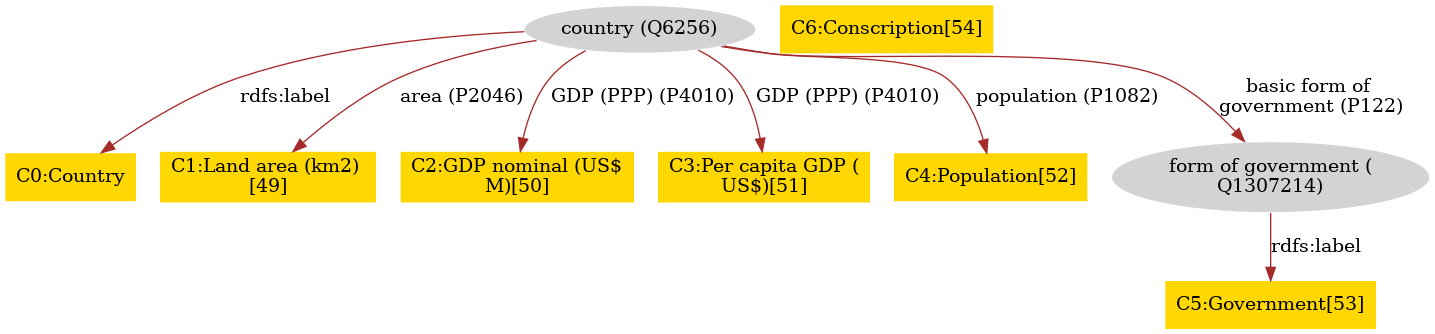 country (Q6256)
C6:Conscription[54]
rdfs:label
area (P2046)
GDP (PPP) (P4010)
GDP (PPP) (P4010)
population (P1082)
basic form of
government (P122)
C0:Country
C1:Land area (km2)
[49]
C2:GDP nominal (US$
M)[50]
C3:Per capita GDP (
US$)[51]
C4:Population[52]
form of government (
Q1307214)
rdfs:label
C5:Government[53]